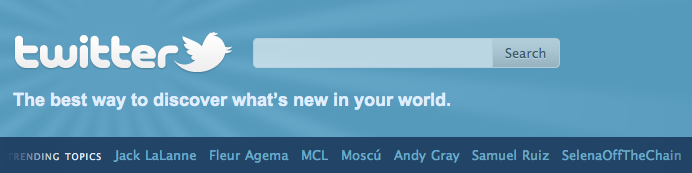 twitter Search
The best way to discover what's new in your world.
TRENDING TOPICS Jack LaLanne Fleur Agema MCL Moscú Andy Gray Samuel Ruiz SelenaOffTheChain